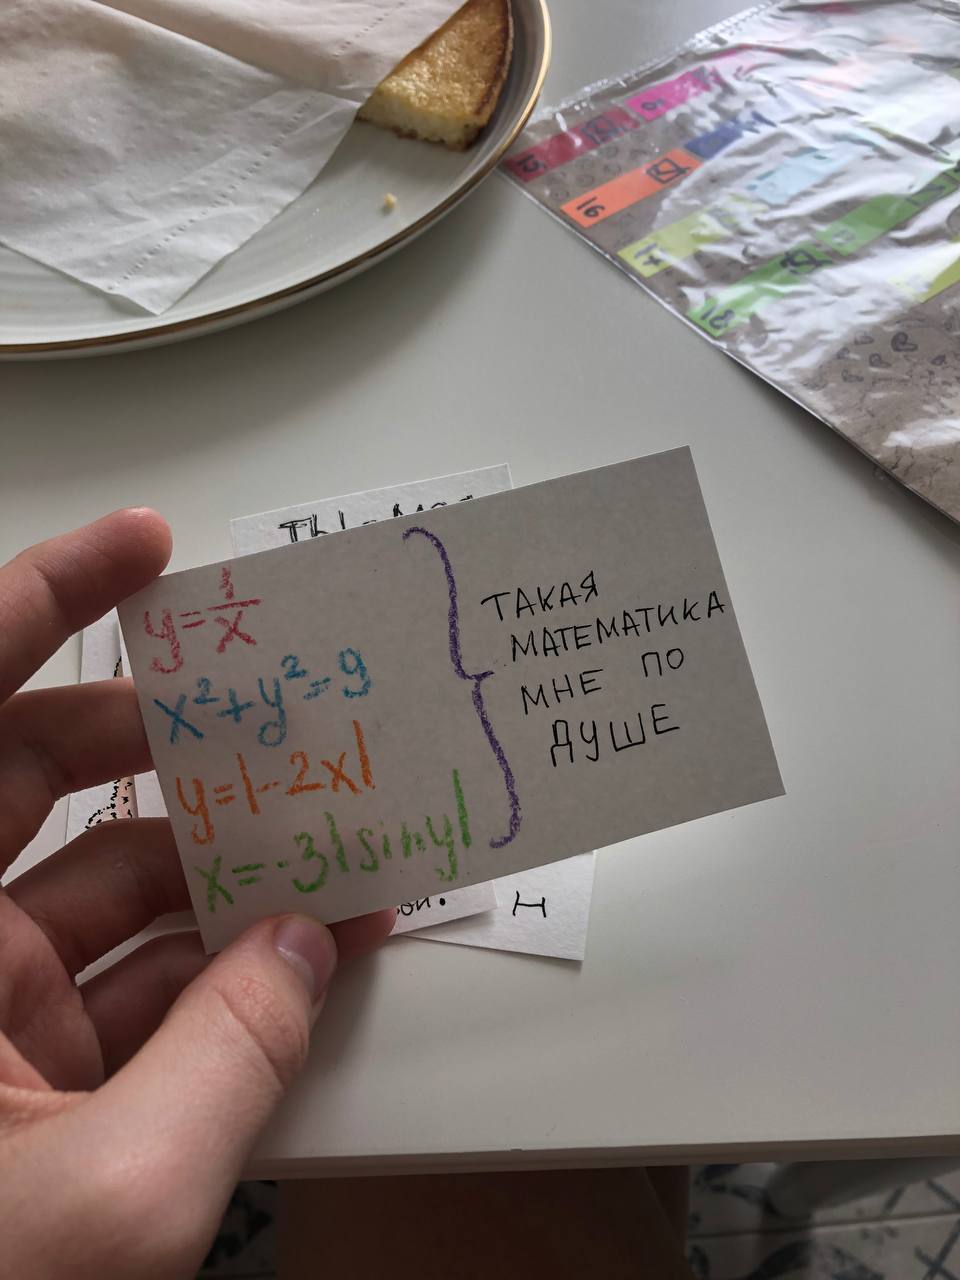 y=1/x
x²+y²=9
y=|-2x|
x=-3|siny|
ТАКАЯ
МАТЕМАТИКА
МНЕ ПО
ДУШЕ
Н